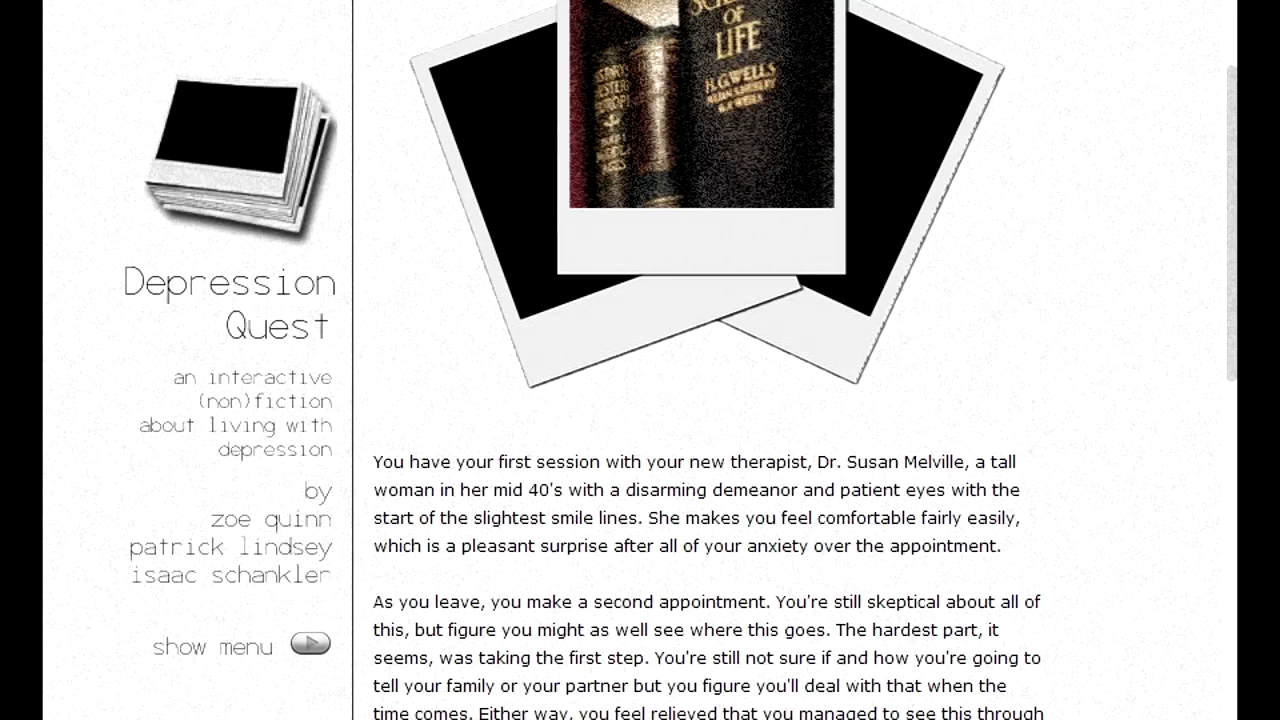 OF
LIFE
H.G.WELLS
Depression
Quest
an interactive
(non)fiction
about living with
depression
by
zoe quinn
patrick lindsey
isaac schankler
show menu
You have your first session with your new therapist, Dr. Susan Melville, a tall
woman in her mid 40's with a disarming demeanor and patient eyes with the
start of the slightest smile lines. She makes you feel comfortable fairly easily,
which is a pleasant surprise after all of your anxiety over the appointment.
As you leave, you make a second appointment. You're still skeptical about all of
this, but figure you might as well see where this goes. The hardest part, it
seems, was taking the first step. You're still not sure if and how you're going to
tell your family or your partner but you figure you'll deal with that when the
time comes. Either way, you feel relieved that you managed to see this through